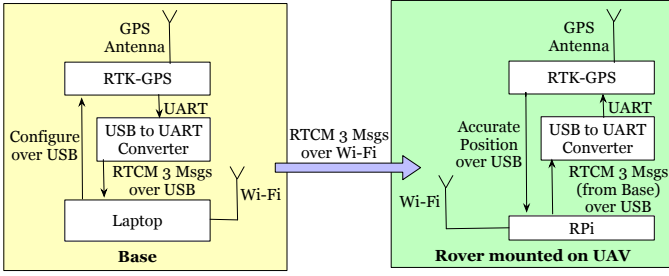 GPS
Antenna
RTK-GPS
UART
Configure
over USB
USB to UART
Converter
RTCM 3 Msgs
over USB
Wi-Fi
Laptop
Base
RTCM 3 Msgs
over Wi-Fi
GPS
Antenna
RTK-GPS
UART
Accurate
Position
over USB
USB to UART
Converter
RTCM 3 Msgs
(from Base)
over USB
Wi-Fi
RPi
Rover mounted on UAV